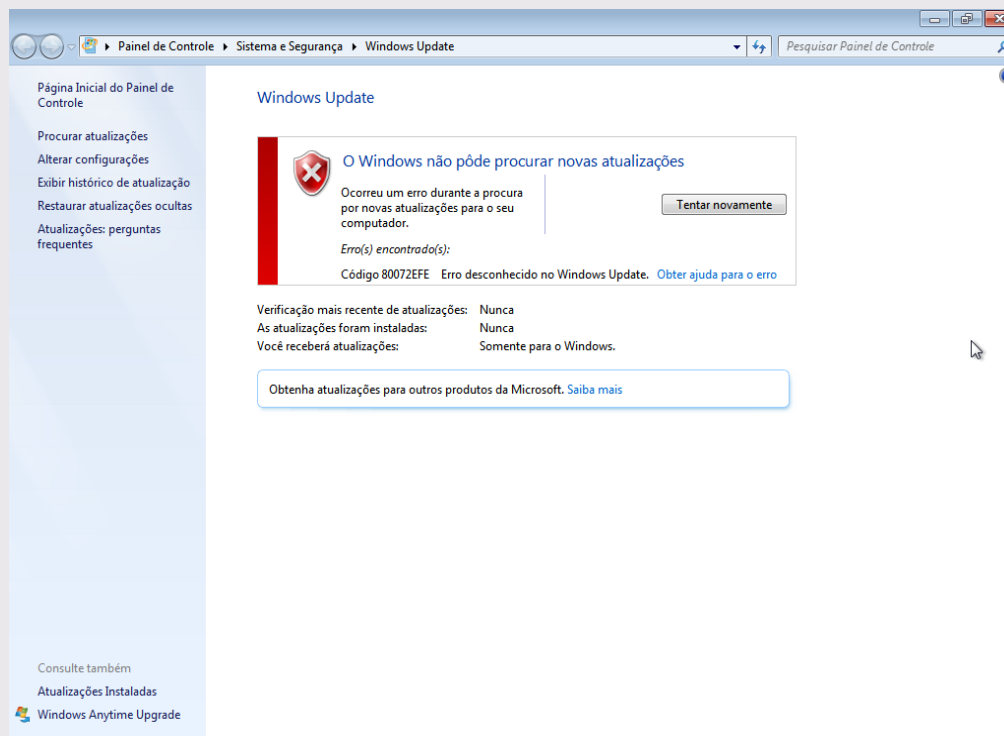 Painel de Controle
Sistema e Segurança
Windows Update
Pesquisar Painel de Controle
Página Inicial do Painel de
Controle
Procurar atualizações
Alterar configurações
Exibir histórico de atualização
Restaurar atualizações ocultas
Atualizações: perguntas
frequentes
Windows Update
O Windows não pôde procurar novas atualizações
Ocorreu um erro durante a procura
por novas atualizações para o seu
computador.
Tentar novamente
Erro(s) encontrado(s):
Código 80072EFE Erro desconhecido no Windows Update. Obter ajuda para o erro
Verificação mais recente de atualizações: Nunca
As atualizações foram instaladas: Nunca
Você receberá atualizações: Somente para o Windows.
Obtenha atualizações para outros produtos da Microsoft. Saiba mais
Consulte também
Atualizações Instaladas
Windows Anytime Upgrade